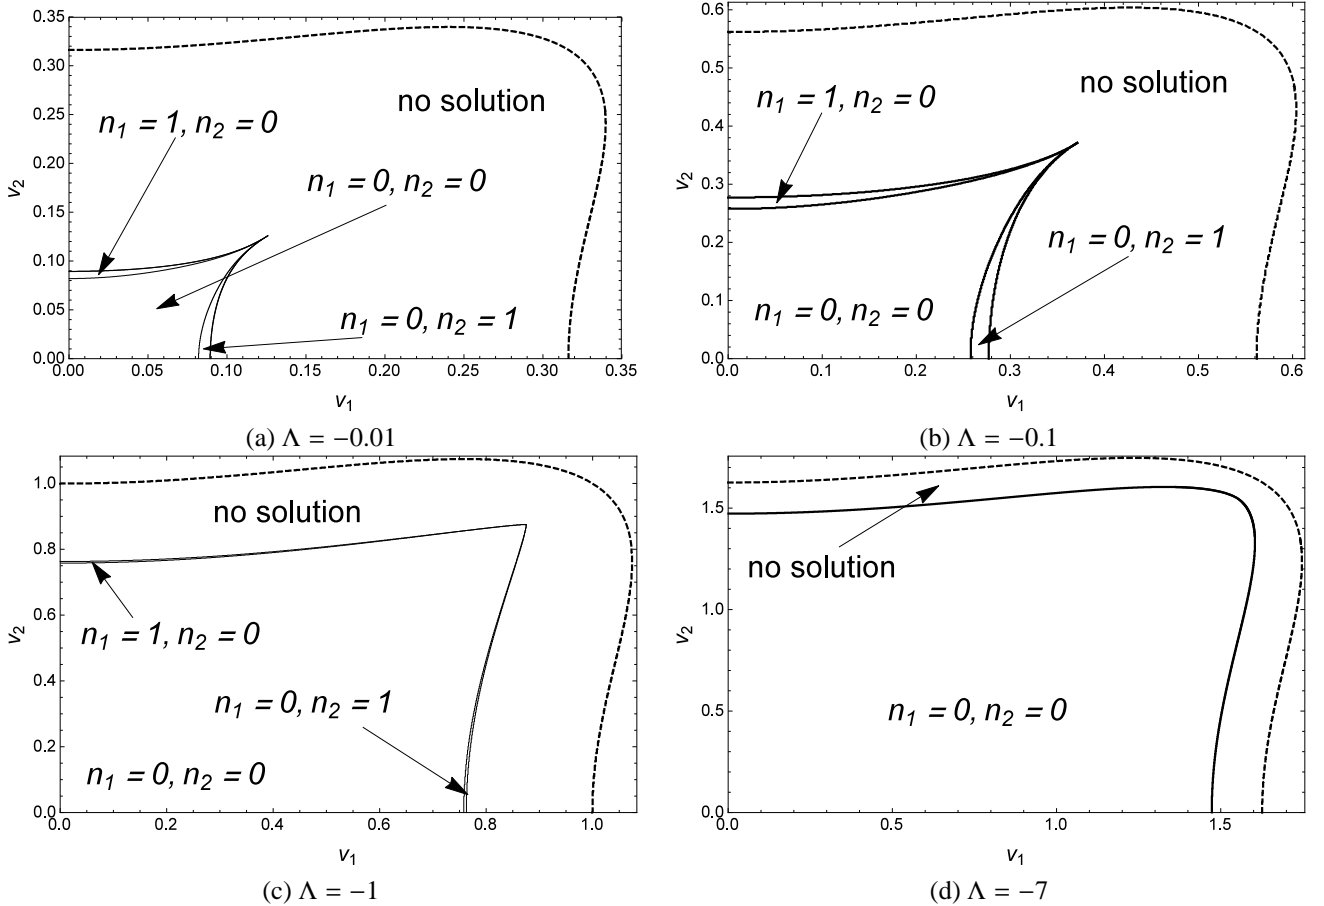 0.35
0.30
0.25
0.20
0.15
0.10
0.05
0.00
v2
no solution
n1 = 1, n2 = 0
n1 = 0, n2 = 0
n1 = 0, n2 = 1
0.00 0.05 0.10 0.15 0.20 0.25 0.30 0.35
v1
(a) Λ = −0.01
0.6
0.5
0.4
0.3
0.2
0.1
0.0
v2
no solution
n1 = 1, n2 = 0
n1 = 0, n2 = 1
n1 = 0, n2 = 0
0.0 0.1 0.2 0.3 0.4 0.5 0.6
v1
(b) Λ = −0.1
1.0
0.8
0.6
0.4
0.2
0.0
v2
no solution
n1 = 1, n2 = 0
n1 = 0, n2 = 1
n1 = 0, n2 = 0
0.0 0.2 0.4 0.6 0.8 1.0
v1
(c) Λ = −1
1.5
1.0
0.5
0.0
v2
no solution
n1 = 0, n2 = 0
0.0 0.5 1.0 1.5
v1
(d) Λ = −7